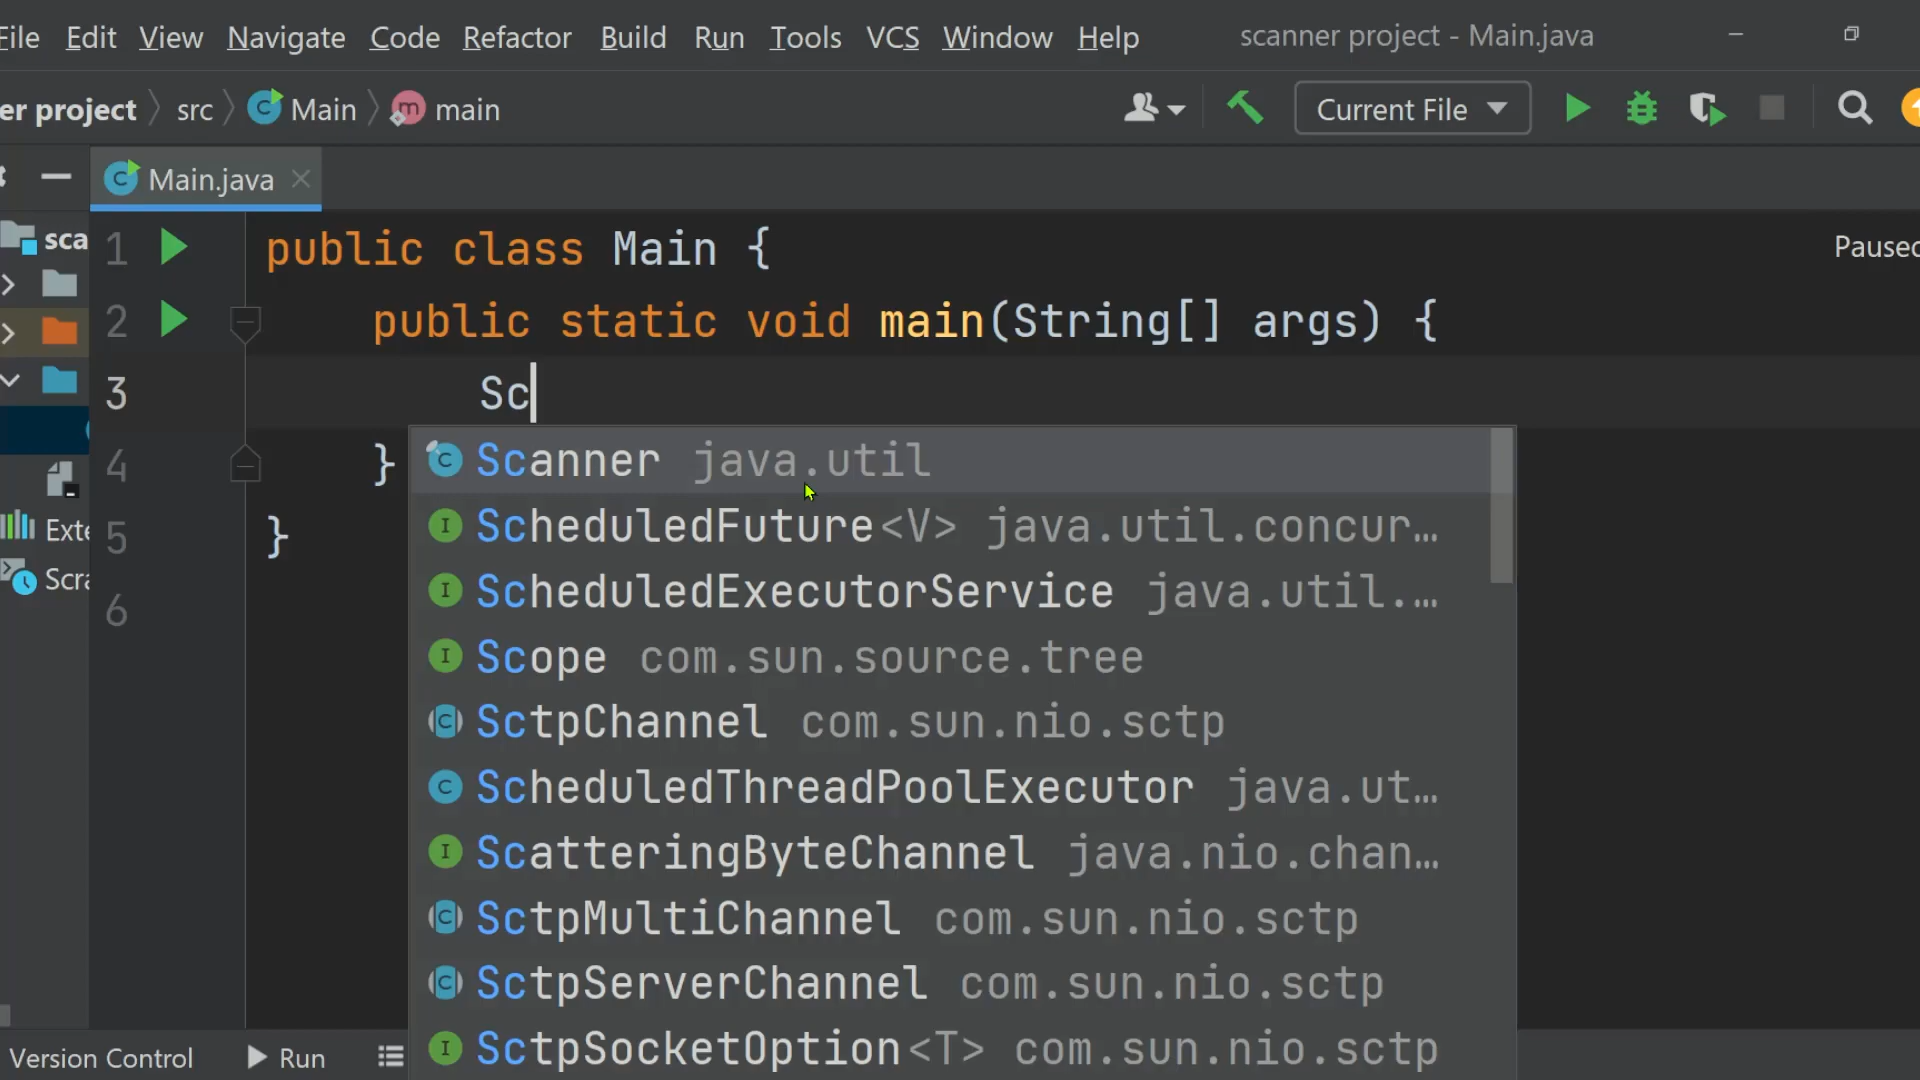 File Edit View Navigate Code Refactor Build Run Tools VCS Window Help scanner project - Main.java
er project src Main main Current File
Main.java
sca
1 public class Main { Paused
2 public static void main(String[] args) {
3 Sc
4 }
5 }
6
Exte
Scra
Scanner java.util
ScheduledFuture<V> java.util.concur…
ScheduledExecutorService java.util.…
Scope com.sun.source.tree
SctpChannel com.sun.nio.sctp
ScheduledThreadPoolExecutor java.ut…
ScatteringByteChannel java.nio.chan…
SctpMultiChannel com.sun.nio.sctp
SctpServerChannel com.sun.nio.sctp
SctpSocketOption<T> com.sun.nio.sctp
Version Control Run